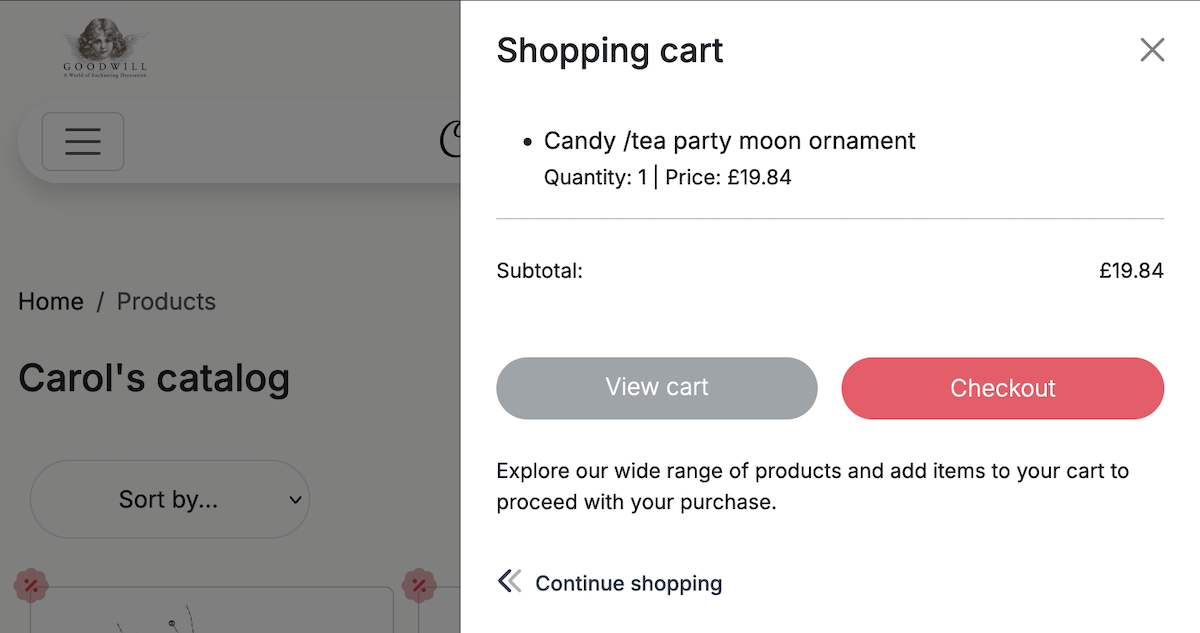 GOODWILL
A World of Enchanting Decoration
Home / Products
Carol's catalog
Sort by...
%
%
Shopping cart
Candy /tea party moon ornament
Quantity: 1 | Price: £19.84
Subtotal: £19.84
View cart
Checkout
Explore our wide range of products and add items to your cart to
proceed with your purchase.
Continue shopping